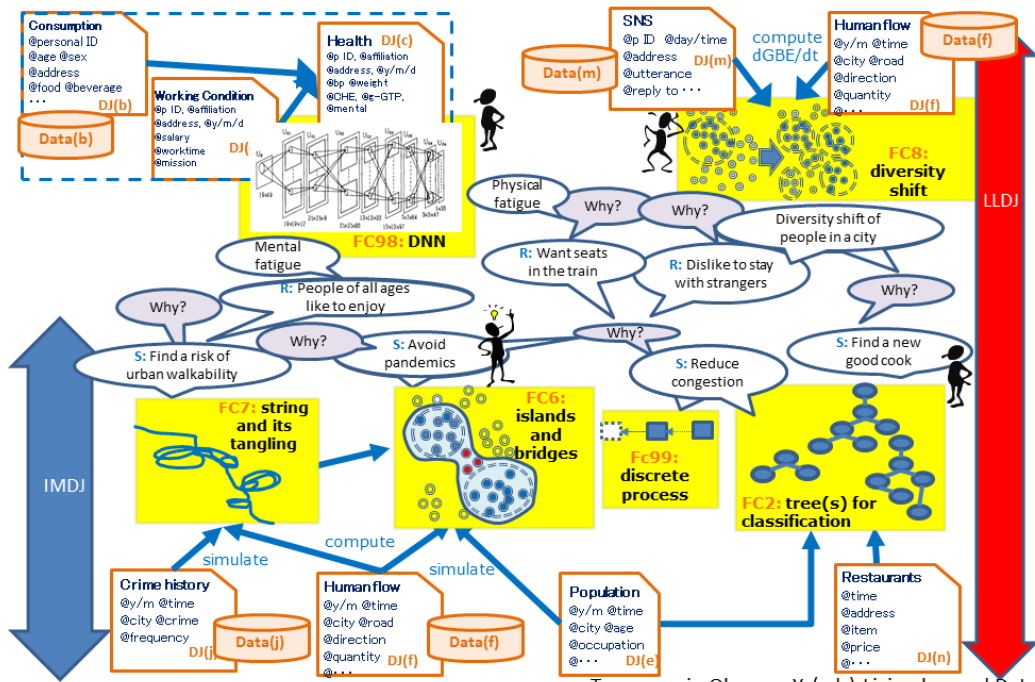 Consumption
@personal ID
@age @sex
@address
@food @beverage
...
DJ(b)
Data(b)
Working Condition
@p ID, @affiliation
@address, @y/m/d
@salary
@worktime
@mission
DJ(
Health DJ(c)
@p ID, @affiliation
@address, @y/m/d
@bp @weight
@CHE, @g-GTP,
@mental
FC98: DNN
SNS
@p ID @day/time
@address
@utterance
@reply to ...
DJ(m)
Data(m)
compute
dGBE/dt
Human flow
@y/m @time
@city @road
@direction
@quantity
@...
DJ(f)
Data(f)
FC8:
diversity
shift
LLDJ
Physical
fatigue
Why?
Why?
Diversity shift of
people in a city
Mental
fatigue
R: Want seats
in the train
R: Dislike to stay
with strangers
R: People of all ages
like to enjoy
Why?
Why?
Why?
Why?
S: Find a risk of
urban walkability
S: Avoid
pandemics
S: Reduce
congestion
S: Find a new
good cook
IMDJ
FC7: string
and its
tangling
FC6:
islands
and
bridges
Fc99:
discrete
process
FC2: tree(s) for
classification
simulate
compute
simulate
Crime history
@y/m @time
@city @crime
@frequency
DJ(j)
Data(j)
Human flow
@y/m @time
@city @road
@direction
@quantity
@...
DJ(f)
Data(f)
Population
@y/m @time
@city @age
@occupation
@...
DJ(e)
Restaurants
@time
@address
@item
@price
@...
DJ(n)